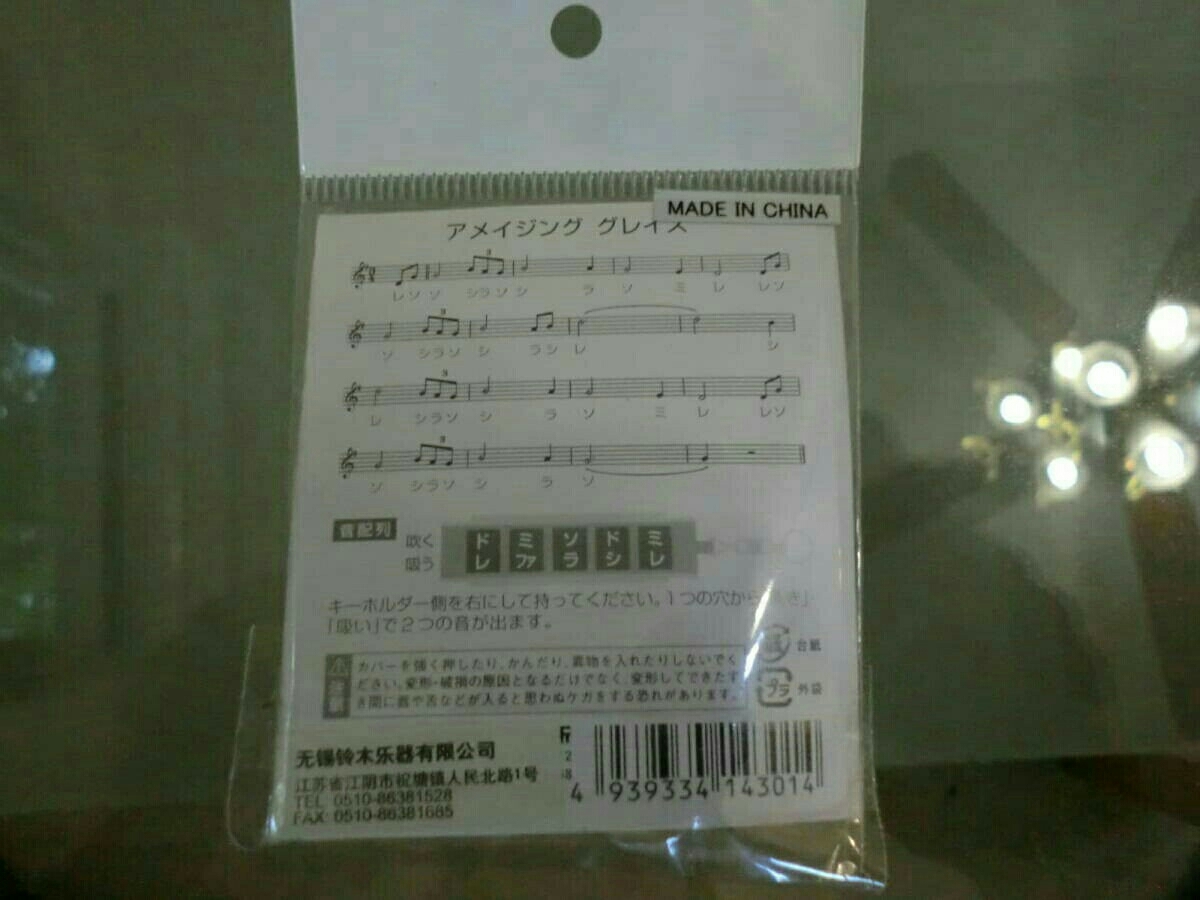 MADE IN CHINA
アメイジング グレイス
レソ ソ シラソ シ ラ ソ ミ レ レソ
ソ シラソ シ ラシ レ シ
レ シラソ シ ラ ソ ミ レ レソ
ソ シラソ シ ラ ソ
音配列
吹く ド ミ ソ ド ミ
吸う レ ファ ラ シ レ
キーホルダー側を右にして持ってください。1つの穴から
「吸い」で2つの音が出ます。
カバーを強く押したり、かんだり、異物を入れたりしないでく
ださい。変形・破損の原因となるだけでなく、変形してできたす
き間に唇や舌などが入ると思わぬケガをする恐れがあります。
紙 台紙
プラ 外袋
无锡铃木乐器有限公司
江苏省江阴市祝塘镇人民北路1号
TEL: 0510-86381528
FAX: 0510-86381685
4 939334 143014